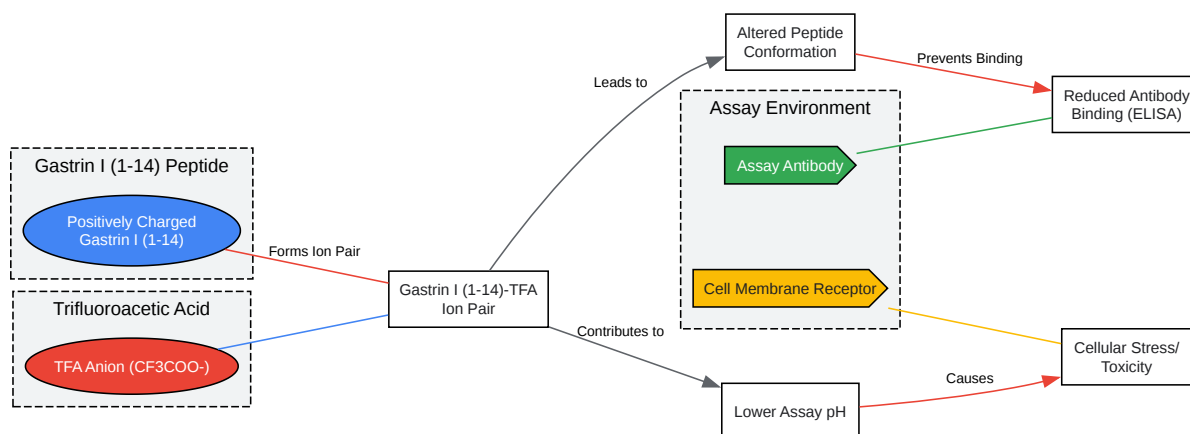 Gastrin I (1-14) Peptide
Positively Charged
Gastrin I (1-14)
Trifluoroacetic Acid
TFA Anion (CF3COO-)
Forms Ion Pair
Gastrin I (1-14)-TFA
Ion Pair
Leads to
Contributes to
Altered Peptide
Conformation
Assay Environment
Assay Antibody
Cell Membrane Receptor
Lower Assay pH
Prevents Binding
Causes
Reduced Antibody
Binding (ELISA)
Cellular Stress/
Toxicity